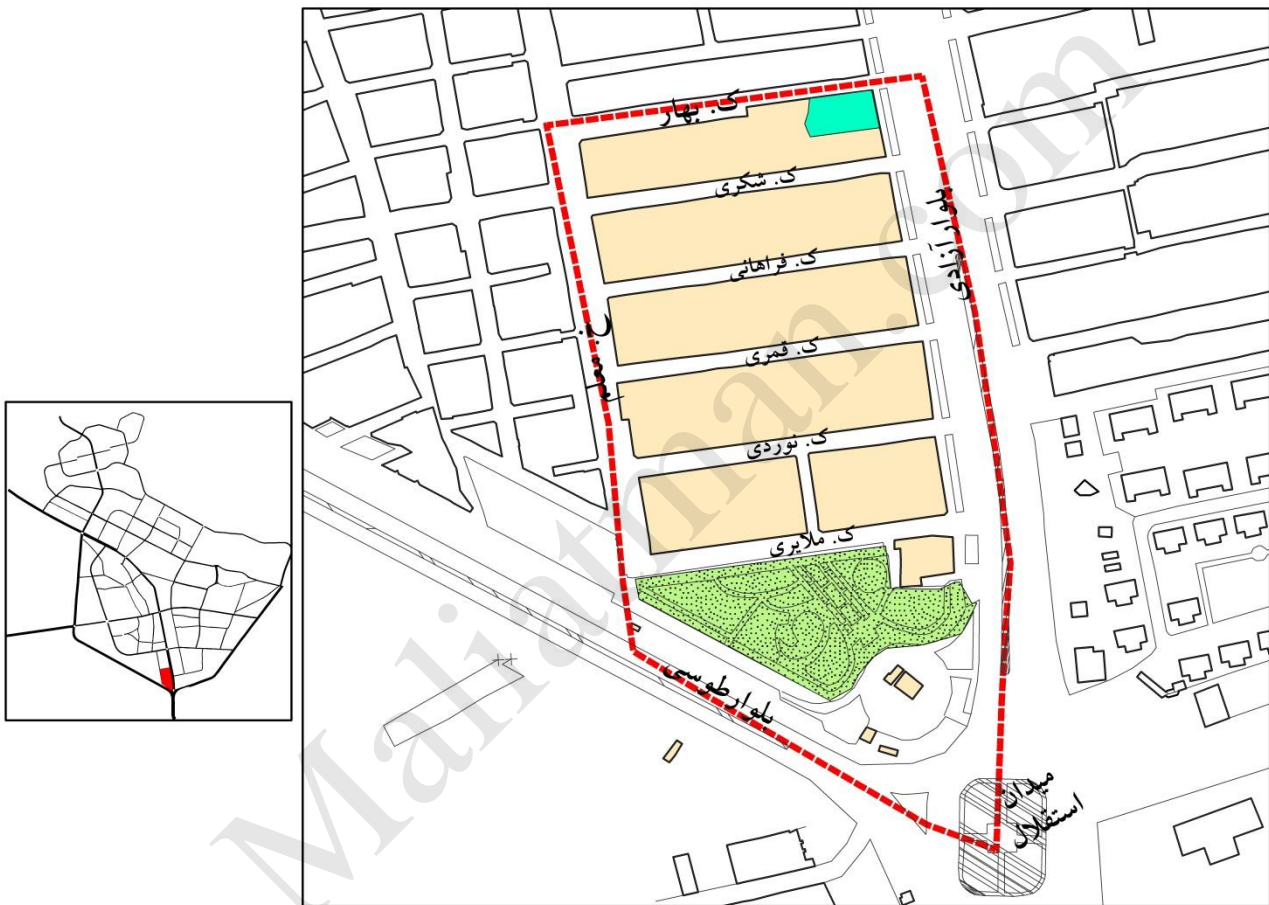 ک. بهار
ک. شکری
بلوار آزادی
ک. فراهانی
ک. قمری
ک. نوردی
ک. ملایری
بلوار طوسی
میدان
استقلال
Maliatman.com